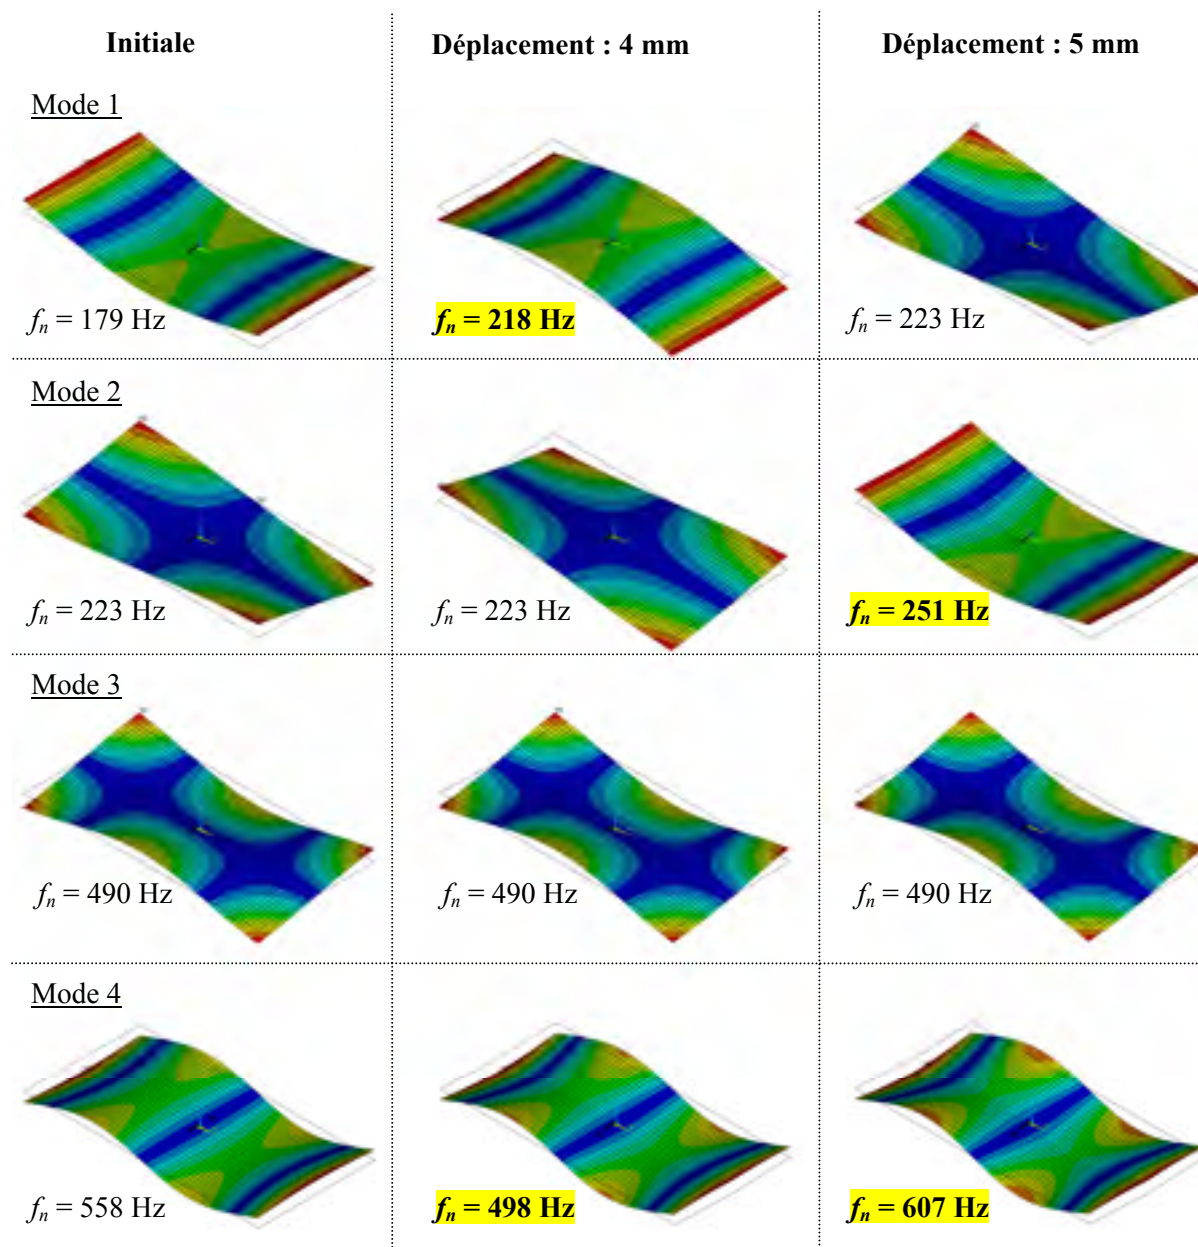 Initiale
Déplacement : 4 mm
Déplacement : 5 mm
Mode 1
fn = 179 Hz
fn = 218 Hz
fn = 223 Hz
Mode 2
fn = 223 Hz
fn = 223 Hz
fn = 251 Hz
Mode 3
fn = 490 Hz
fn = 490 Hz
fn = 490 Hz
Mode 4
fn = 558 Hz
fn = 498 Hz
fn = 607 Hz